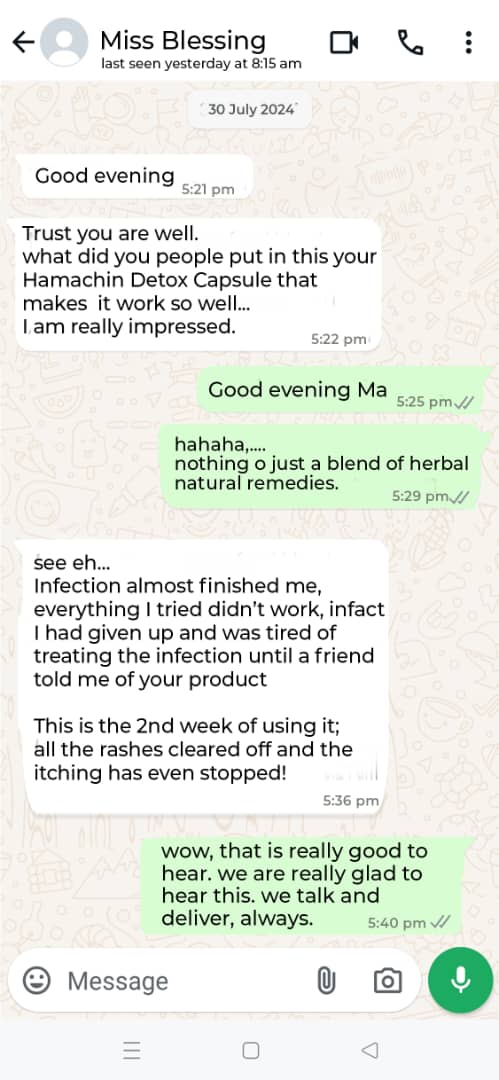 Miss Blessing
last seen yesterday at 8:15 am
30 July 2024
Good evening
5:21 pm
Trust you are well.
what did you people put in this your
Hamachin Detox Capsule that
makes it work so well...
I am really impressed.
5:22 pm
Good evening Ma
5:25 pm
hahaha,....
nothing o just a blend of herbal
natural remedies.
5:29 pm
see eh...
Infection almost finished me,
everything I tried didn't work, infact
I had given up and was tired of
treating the infection until a friend
told me of your product
This is the 2nd week of using it;
all the rashes cleared off and the
itching has even stopped!
5:36 pm
wow, that is really good to
hear. we are really glad to
hear this. we talk and
deliver, always.
5:40 pm
Message